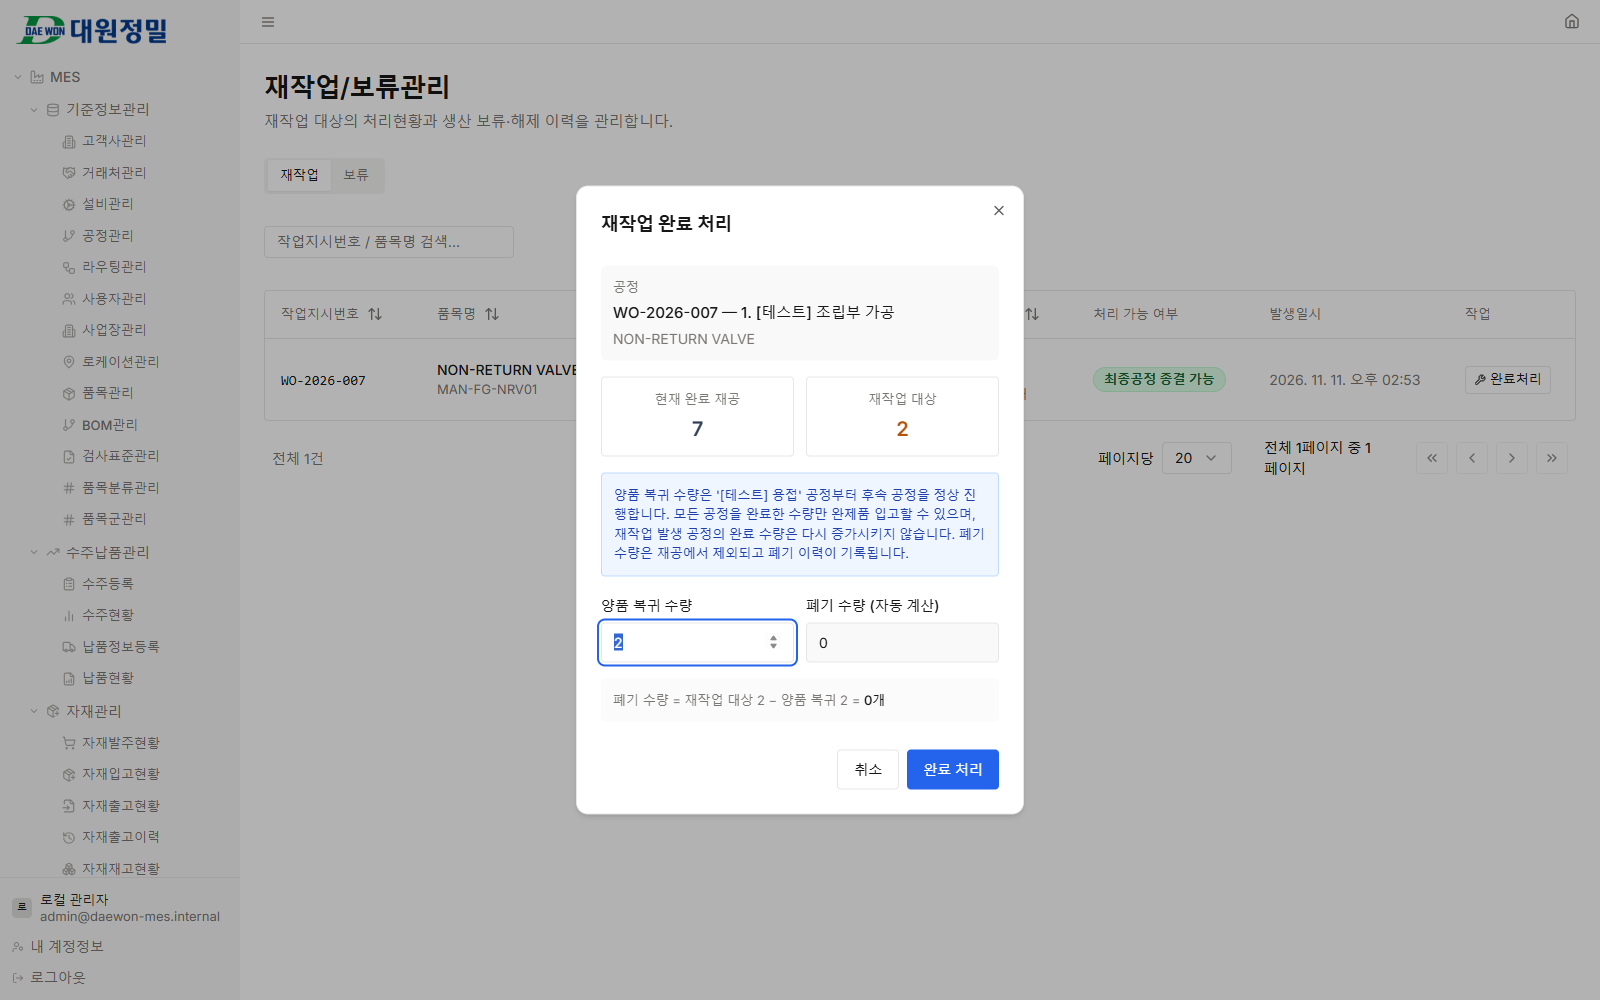 DAE WON 대원정밀
MES
기준정보관리
고객사관리
거래처관리
설비관리
공정관리
라우팅관리
사용자관리
사업장관리
로케이션관리
품목관리
BOM관리
검사표준관리
품목분류관리
품목군관리
수주납품관리
수주등록
수주현황
납품정보등록
납품현황
자재관리
자재발주현황
자재입고현황
자재출고현황
자재출고이력
자재재고현황
로
로컬 관리자
admin@daewon-mes.internal
내 계정정보
로그아웃
재작업/보류관리
재작업 대상의 처리현황과 생산 보류·해제 이력을 관리합니다.
재작업 보류
작업지시번호 / 품목명 검색...
작업지시번호 품목명 처리 가능 여부 발생일시 작업
WO-2026-007 NON-RETURN VALVE 최종공정 종결 가능 2026. 11. 11. 오후 02:53 완료처리
MAN-FG-NRV01
전체 1건
페이지당 20
전체 1페이지 중 1
페이지
재작업 완료 처리
공정
WO-2026-007 — 1. [테스트] 조립부 가공
NON-RETURN VALVE
현재 완료 재공
7
재작업 대상
2
양품 복귀 수량은 '[테스트] 용접' 공정부터 후속 공정을 정상 진
행합니다. 모든 공정을 완료한 수량만 완제품 입고할 수 있으며,
재작업 발생 공정의 완료 수량은 다시 증가시키지 않습니다. 폐기
수량은 재공에서 제외되고 폐기 이력이 기록됩니다.
양품 복귀 수량
2
폐기 수량 (자동 계산)
0
폐기 수량 = 재작업 대상 2 − 양품 복귀 2 = 0개
취소
완료 처리